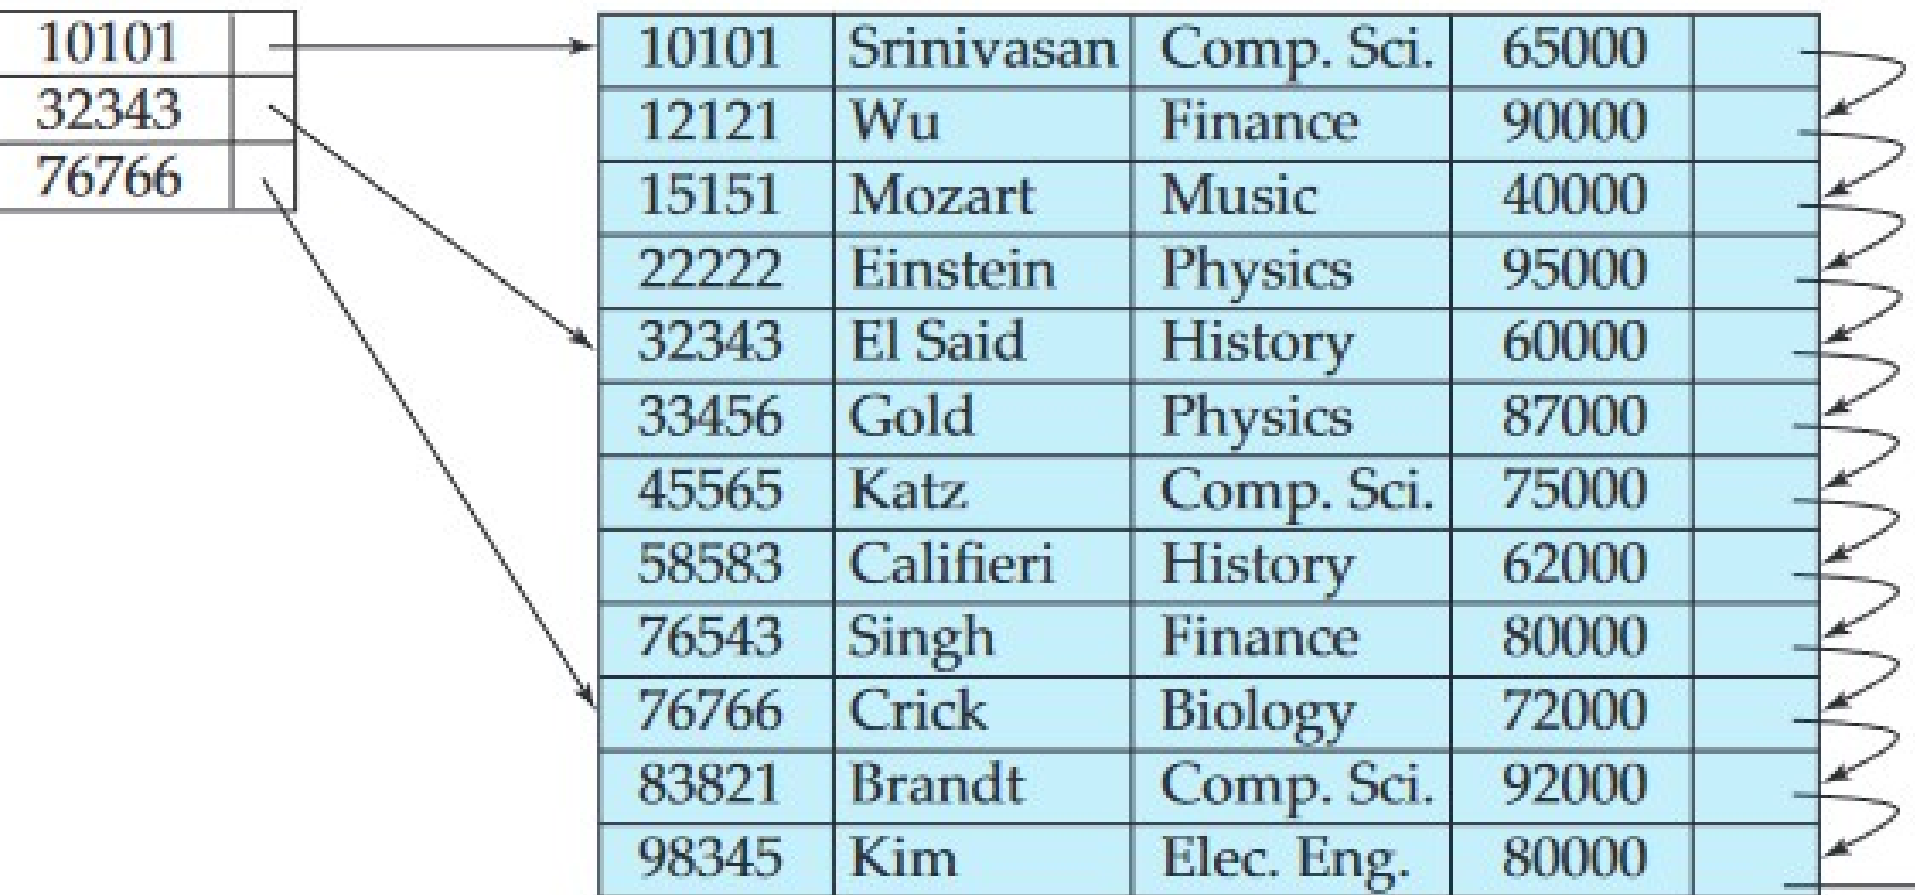 10101
32343
76766
10101 Srinivasan Comp. Sci. 65000
12121 Wu Finance 90000
15151 Mozart Music 40000
22222 Einstein Physics 95000
32343 El Said History 60000
33456 Gold Physics 87000
45565 Katz Comp. Sci. 75000
58583 Califieri History 62000
76543 Singh Finance 80000
76766 Crick Biology 72000
83821 Brandt Comp. Sci. 92000
98345 Kim Elec. Eng. 80000